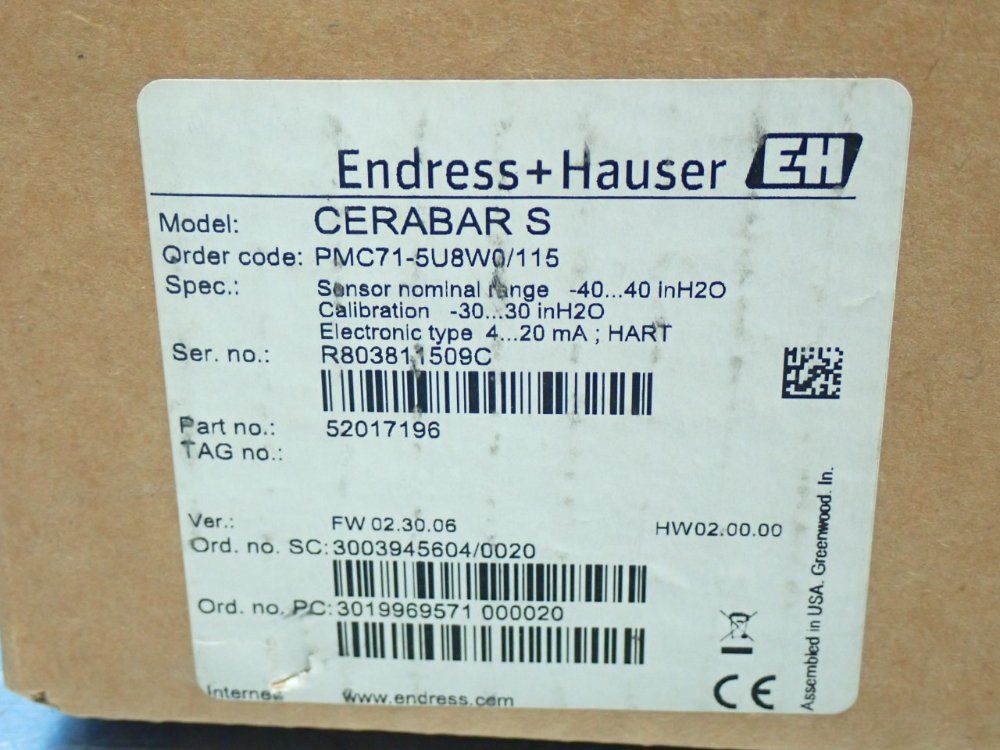 Endress+Hauser EH
Model: CERABAR S
Order code: PMC71-5U8W0/115
Spec.: Sensor nominal range -40...40 inH2O
Calibration -30...30 inH2O
Electronic type 4...20 mA ; HART
Ser. no.: R803811509C
Part no.: 52017196
TAG no.:
Ver.: FW 02.30.06 HW02.00.00
Ord. no. SC: 3003945604/0020
Ord. no. PC: 3019969571 000020
Internet www.endress.com
CE
Assembled in USA. Greenwood. In.